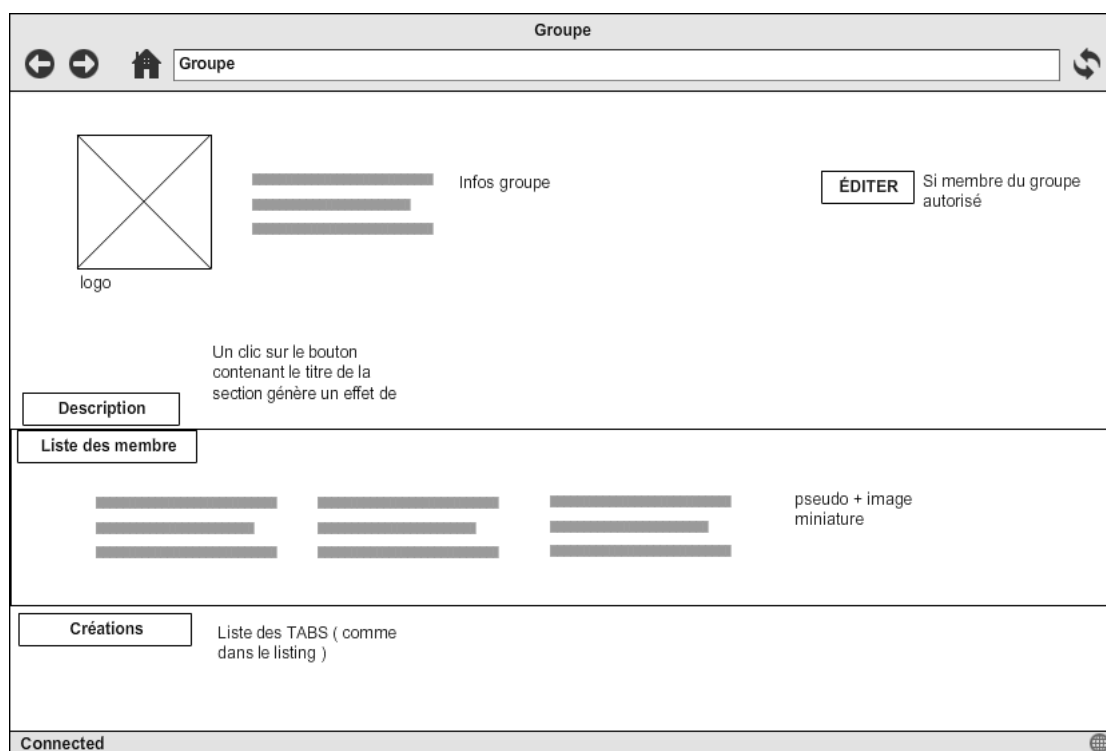 Groupe
Groupe
Infos groupe
ÉDITER
Si membre du groupe
autorisé
logo
Un clic sur le bouton
contenant le titre de la
section génère un effet de
Description
Liste des membre
pseudo + image
miniature
Créations
Liste des TABS ( comme
dans le listing )
Connected